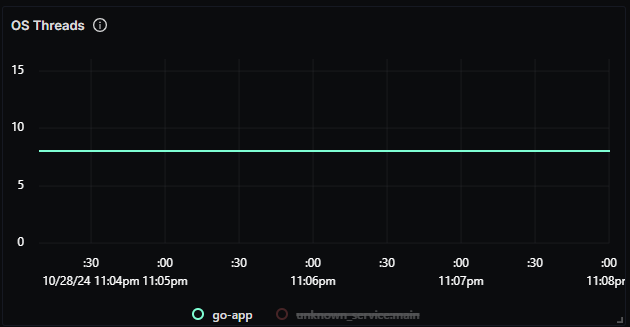 OS Threads
15
10
5
0
:30 :00 :30 :00 :30 :00 :30 :00
10/28/24 11:04pm 11:05pm 11:06pm 11:07pm 11:08pm
go-app unknown_service:main